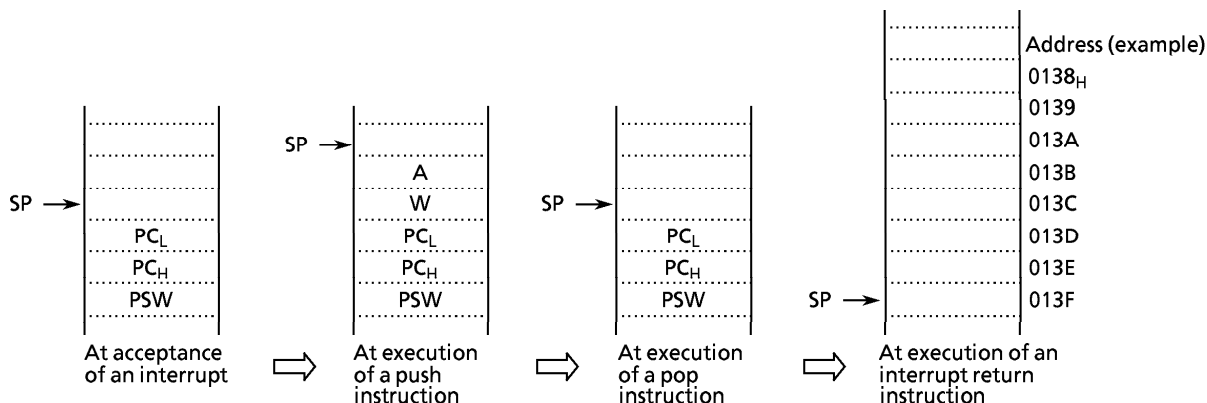 Address (example)
0138H
0139
SP
013A
A
013B
SP
W
SP
013C
PCL
PCL
PCL
013D
PCH
PCH
PCH
013E
PSW
PSW
PSW
SP
013F
At acceptance
of an interrupt
At execution
of a push
instruction
At execution
of a pop
instruction
At execution of an
interrupt return
instruction